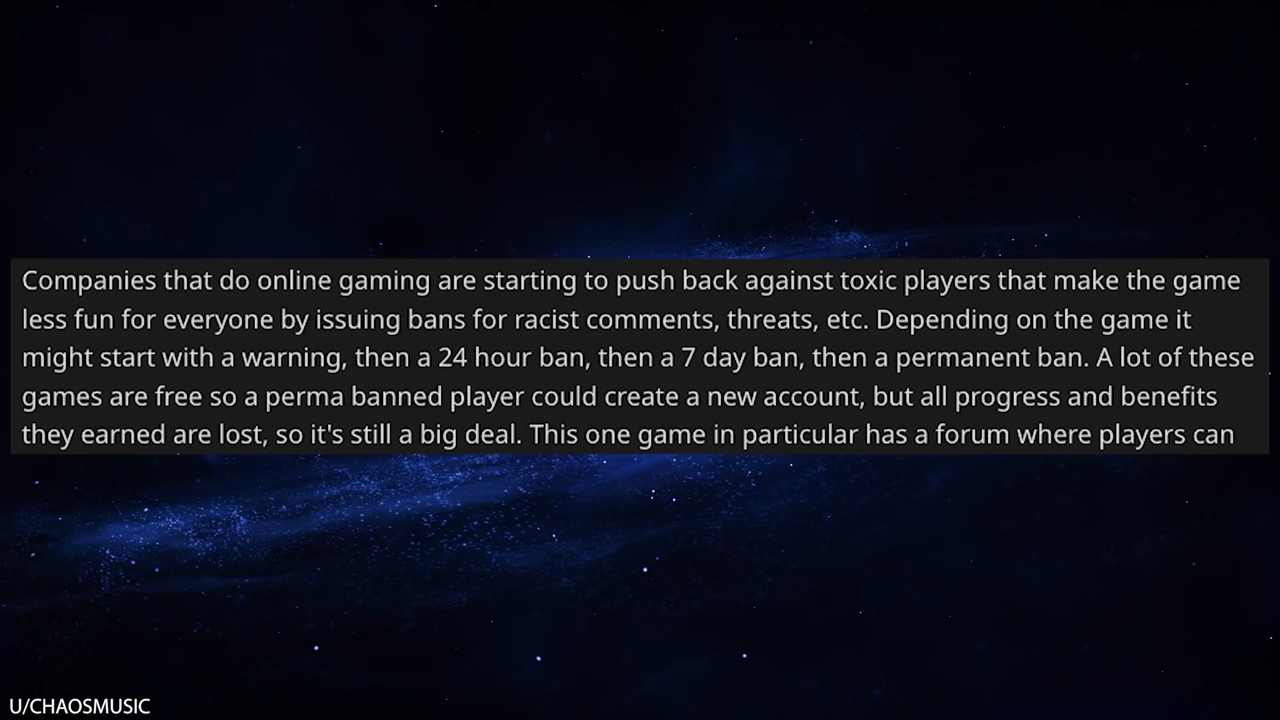 Companies that do online gaming are starting to push back against toxic players that make the game
less fun for everyone by issuing bans for racist comments, threats, etc. Depending on the game it
might start with a warning, then a 24 hour ban, then a 7 day ban, then a permanent ban. A lot of these
games are free so a perma banned player could create a new account, but all progress and benefits
they earned are lost, so it's still a big deal. This one game in particular has a forum where players can
U/CHAOSMUSIC